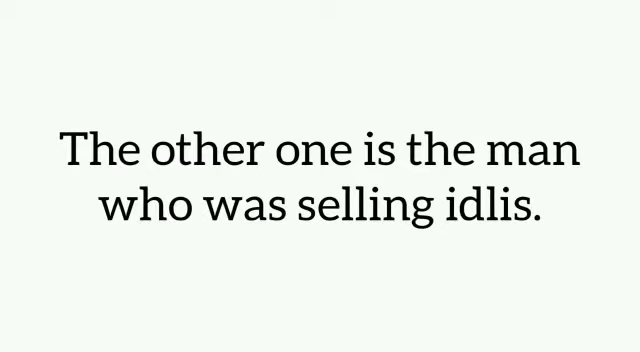 The other one is the man
who was selling idlis.